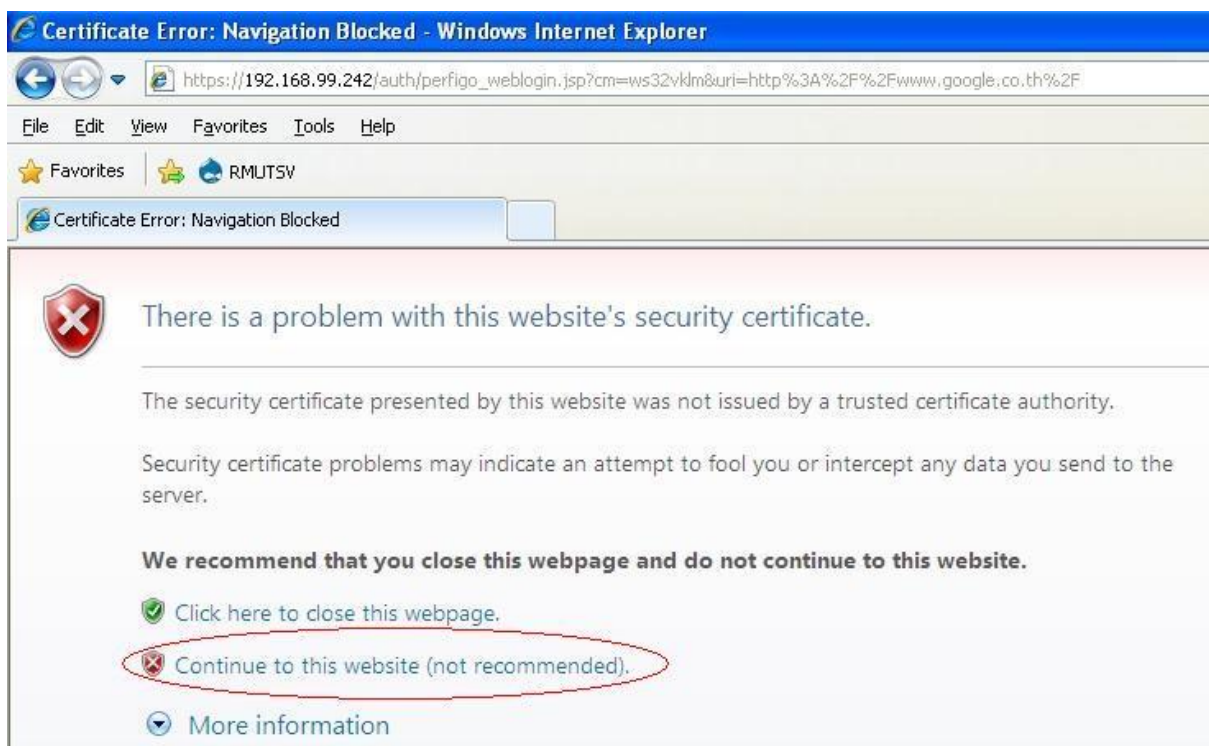 Certificate Error: Navigation Blocked - Windows Internet Explorer
https://192.168.99.242/auth/perfigo_weblogin.jsp?cm=ws32vklm&uri=http%3A%2F%2Fwww.google.co.th%2F
File Edit View Favorites Tools Help
Favorites RMUTSV
Certificate Error: Navigation Blocked
There is a problem with this website's security certificate.
The security certificate presented by this website was not issued by a trusted certificate authority.
Security certificate problems may indicate an attempt to fool you or intercept any data you send to the
server.
We recommend that you close this webpage and do not continue to this website.
Click here to close this webpage.
Continue to this website (not recommended).
More information